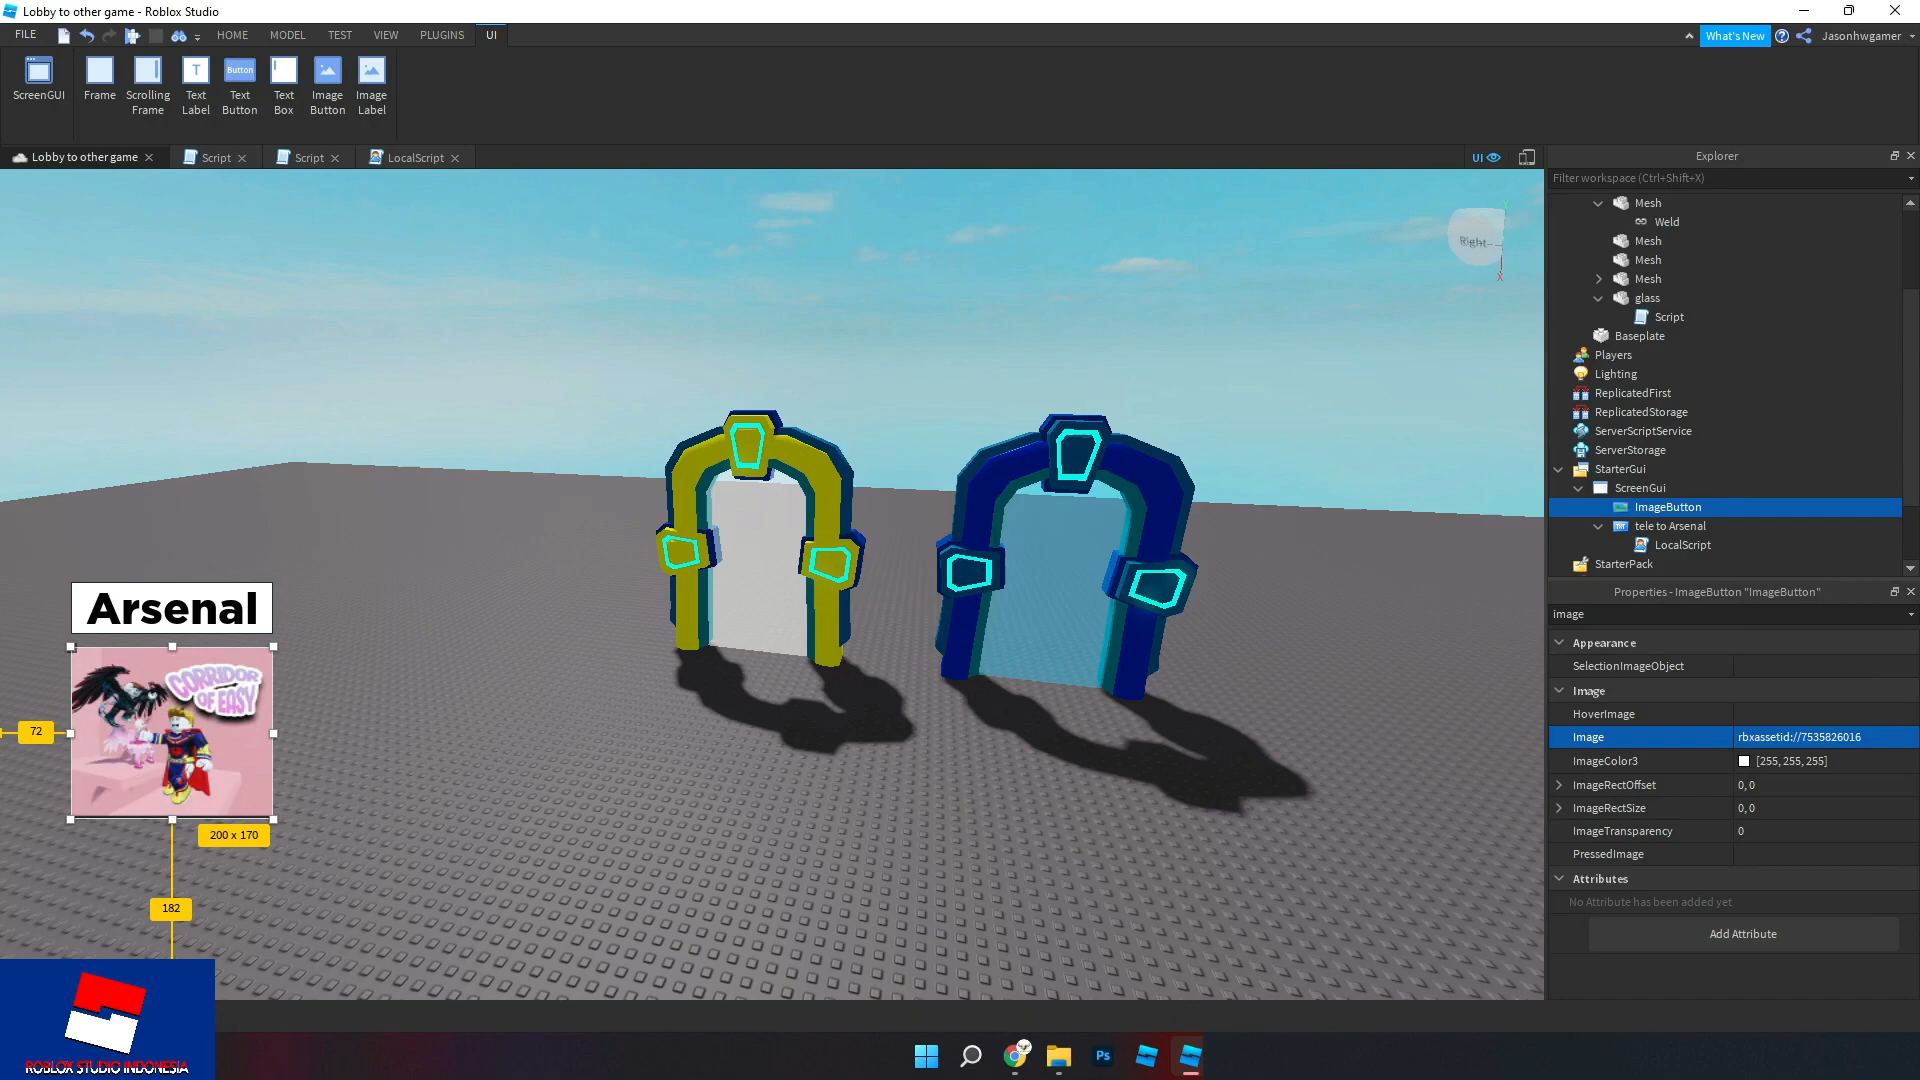 Lobby to other game - Roblox Studio
FILE
HOME
MODEL
TEST
VIEW
PLUGINS
UI
What's New
Jasonhwgamer
ScreenGUI
Frame
Scrolling
Frame
Text
Label
Button
Text
Button
Text
Box
Image
Button
Image
Label
Lobby to other game
Script
Script
LocalScript
UI
Right
Y
X
Arsenal
CORRIDOR
OF EASY
72
200 x 170
182
ROBLOX STUDIO INDONESIA
Explorer
Filter workspace (Ctrl+Shift+X)
Mesh
Weld
Mesh
Mesh
Mesh
glass
Script
Baseplate
Players
Lighting
ReplicatedFirst
ReplicatedStorage
ServerScriptService
ServerStorage
StarterGui
ScreenGui
ImageButton
tele to Arsenal
LocalScript
StarterPack
Properties - ImageButton "ImageButton"
image
Appearance
SelectionImageObject
Image
HoverImage
Image rbxassetid://7535826016
ImageColor3 [255, 255, 255]
ImageRectOffset 0, 0
ImageRectSize 0, 0
ImageTransparency 0
PressedImage
Attributes
No Attribute has been added yet
Add Attribute
Ps